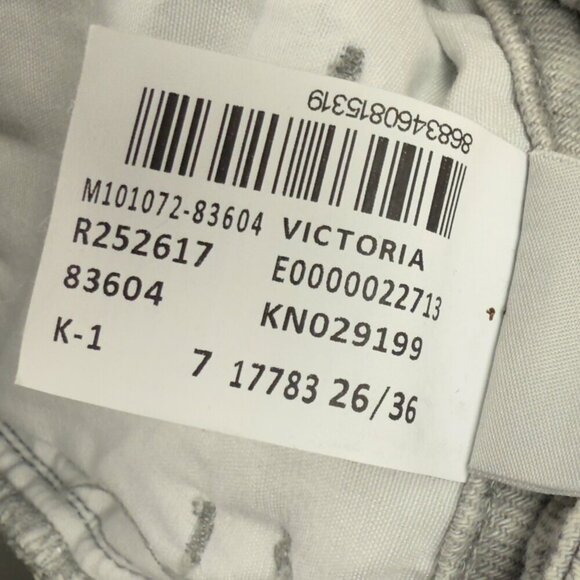 8683460815319
M101072-83604 VICTORIA
R252617 E0000022713
83604 KN029199
K-1 7 17783 26/36